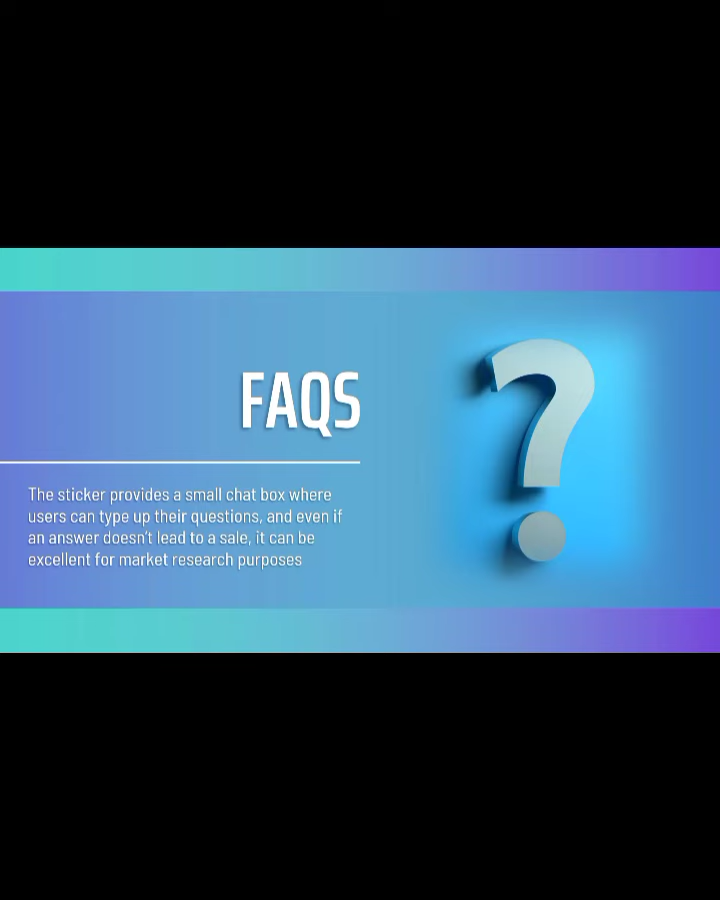 FAQS
The sticker provides a small chat box where
users can type up their questions, and even if
an answer doesn't lead to a sale, it can be
excellent for market research purposes